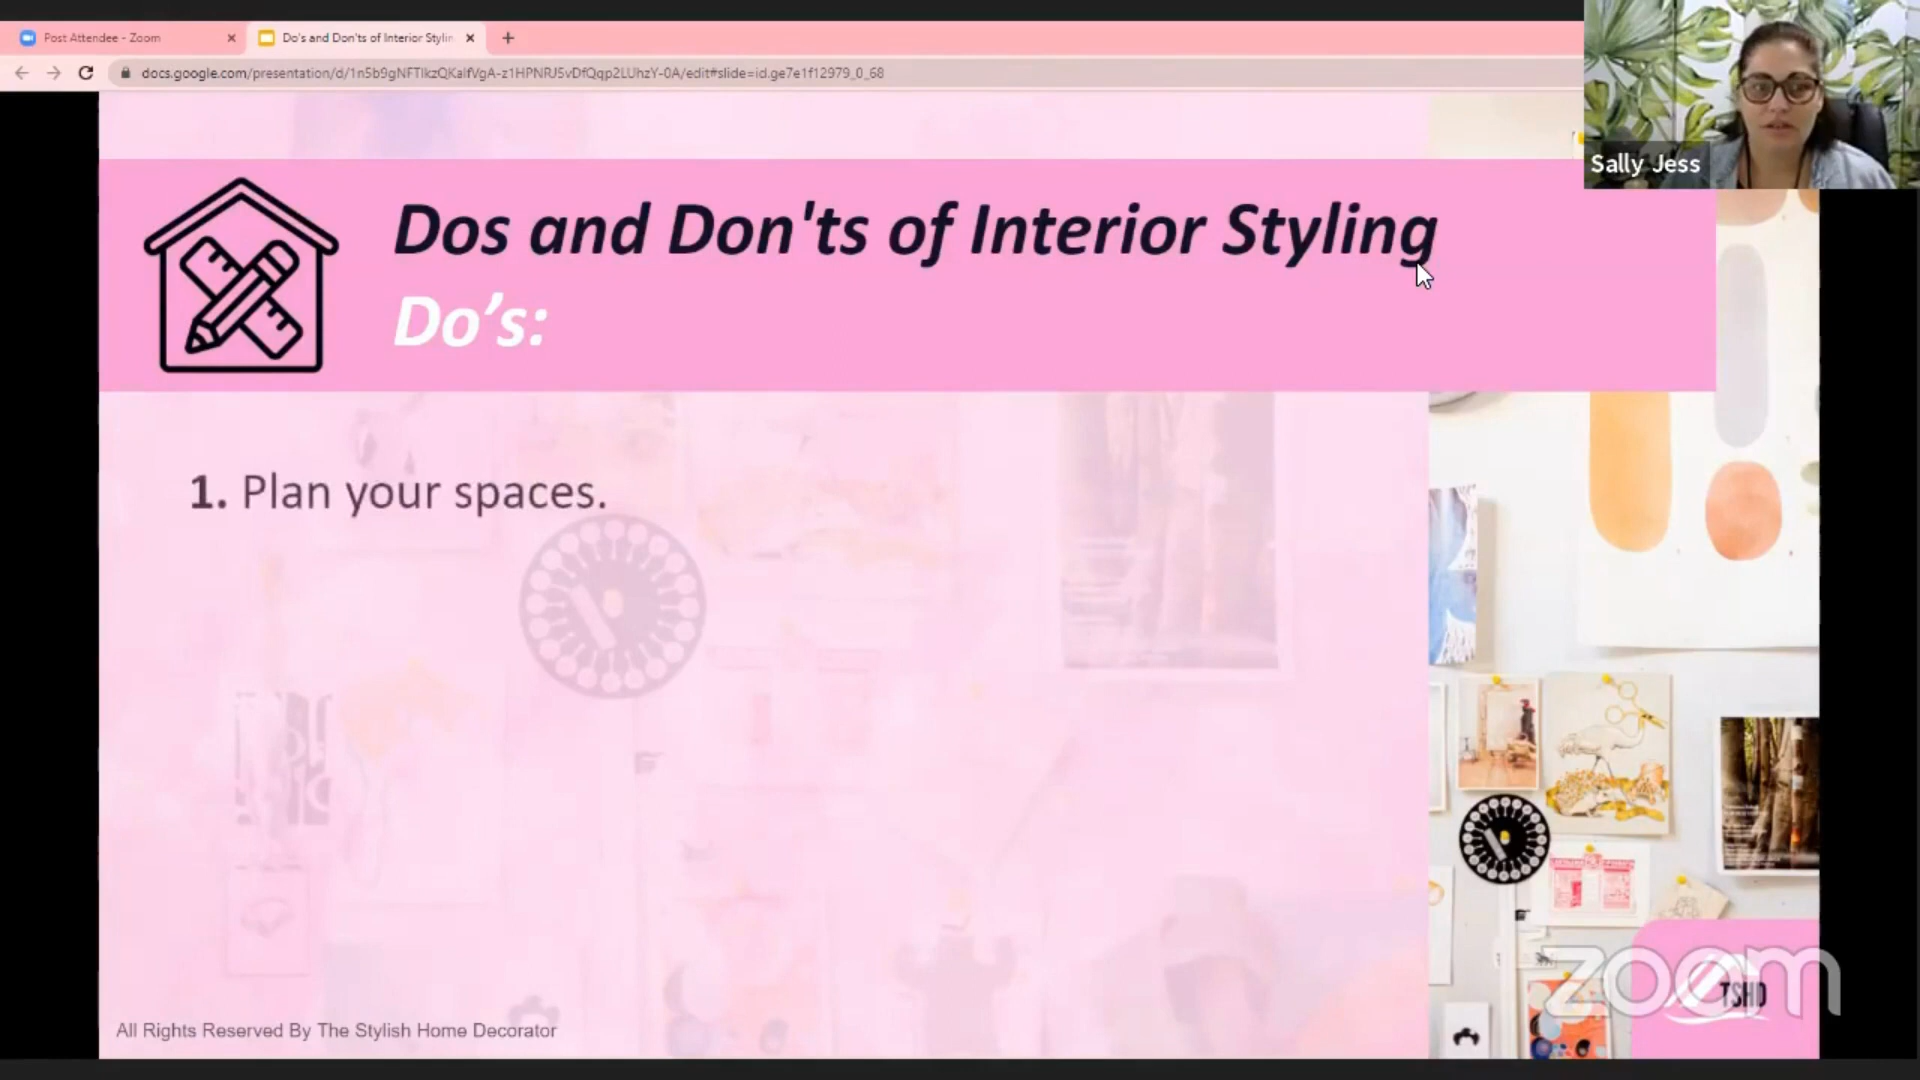 Post Attendee - Zoom
Do's and Don'ts of Interior Stylin
docs.google.com/presentation/d/1n5b9gNFTlkzQKalfVgA-z1HPNRJ5vDfQqp2LUhzY-0A/edit#slide=id.ge7e1f12979_0_68
Sally Jess
Dos and Don'ts of Interior Styling
Do’s:
1. Plan your spaces.
zoom
TSHD
All Rights Reserved By The Stylish Home Decorator